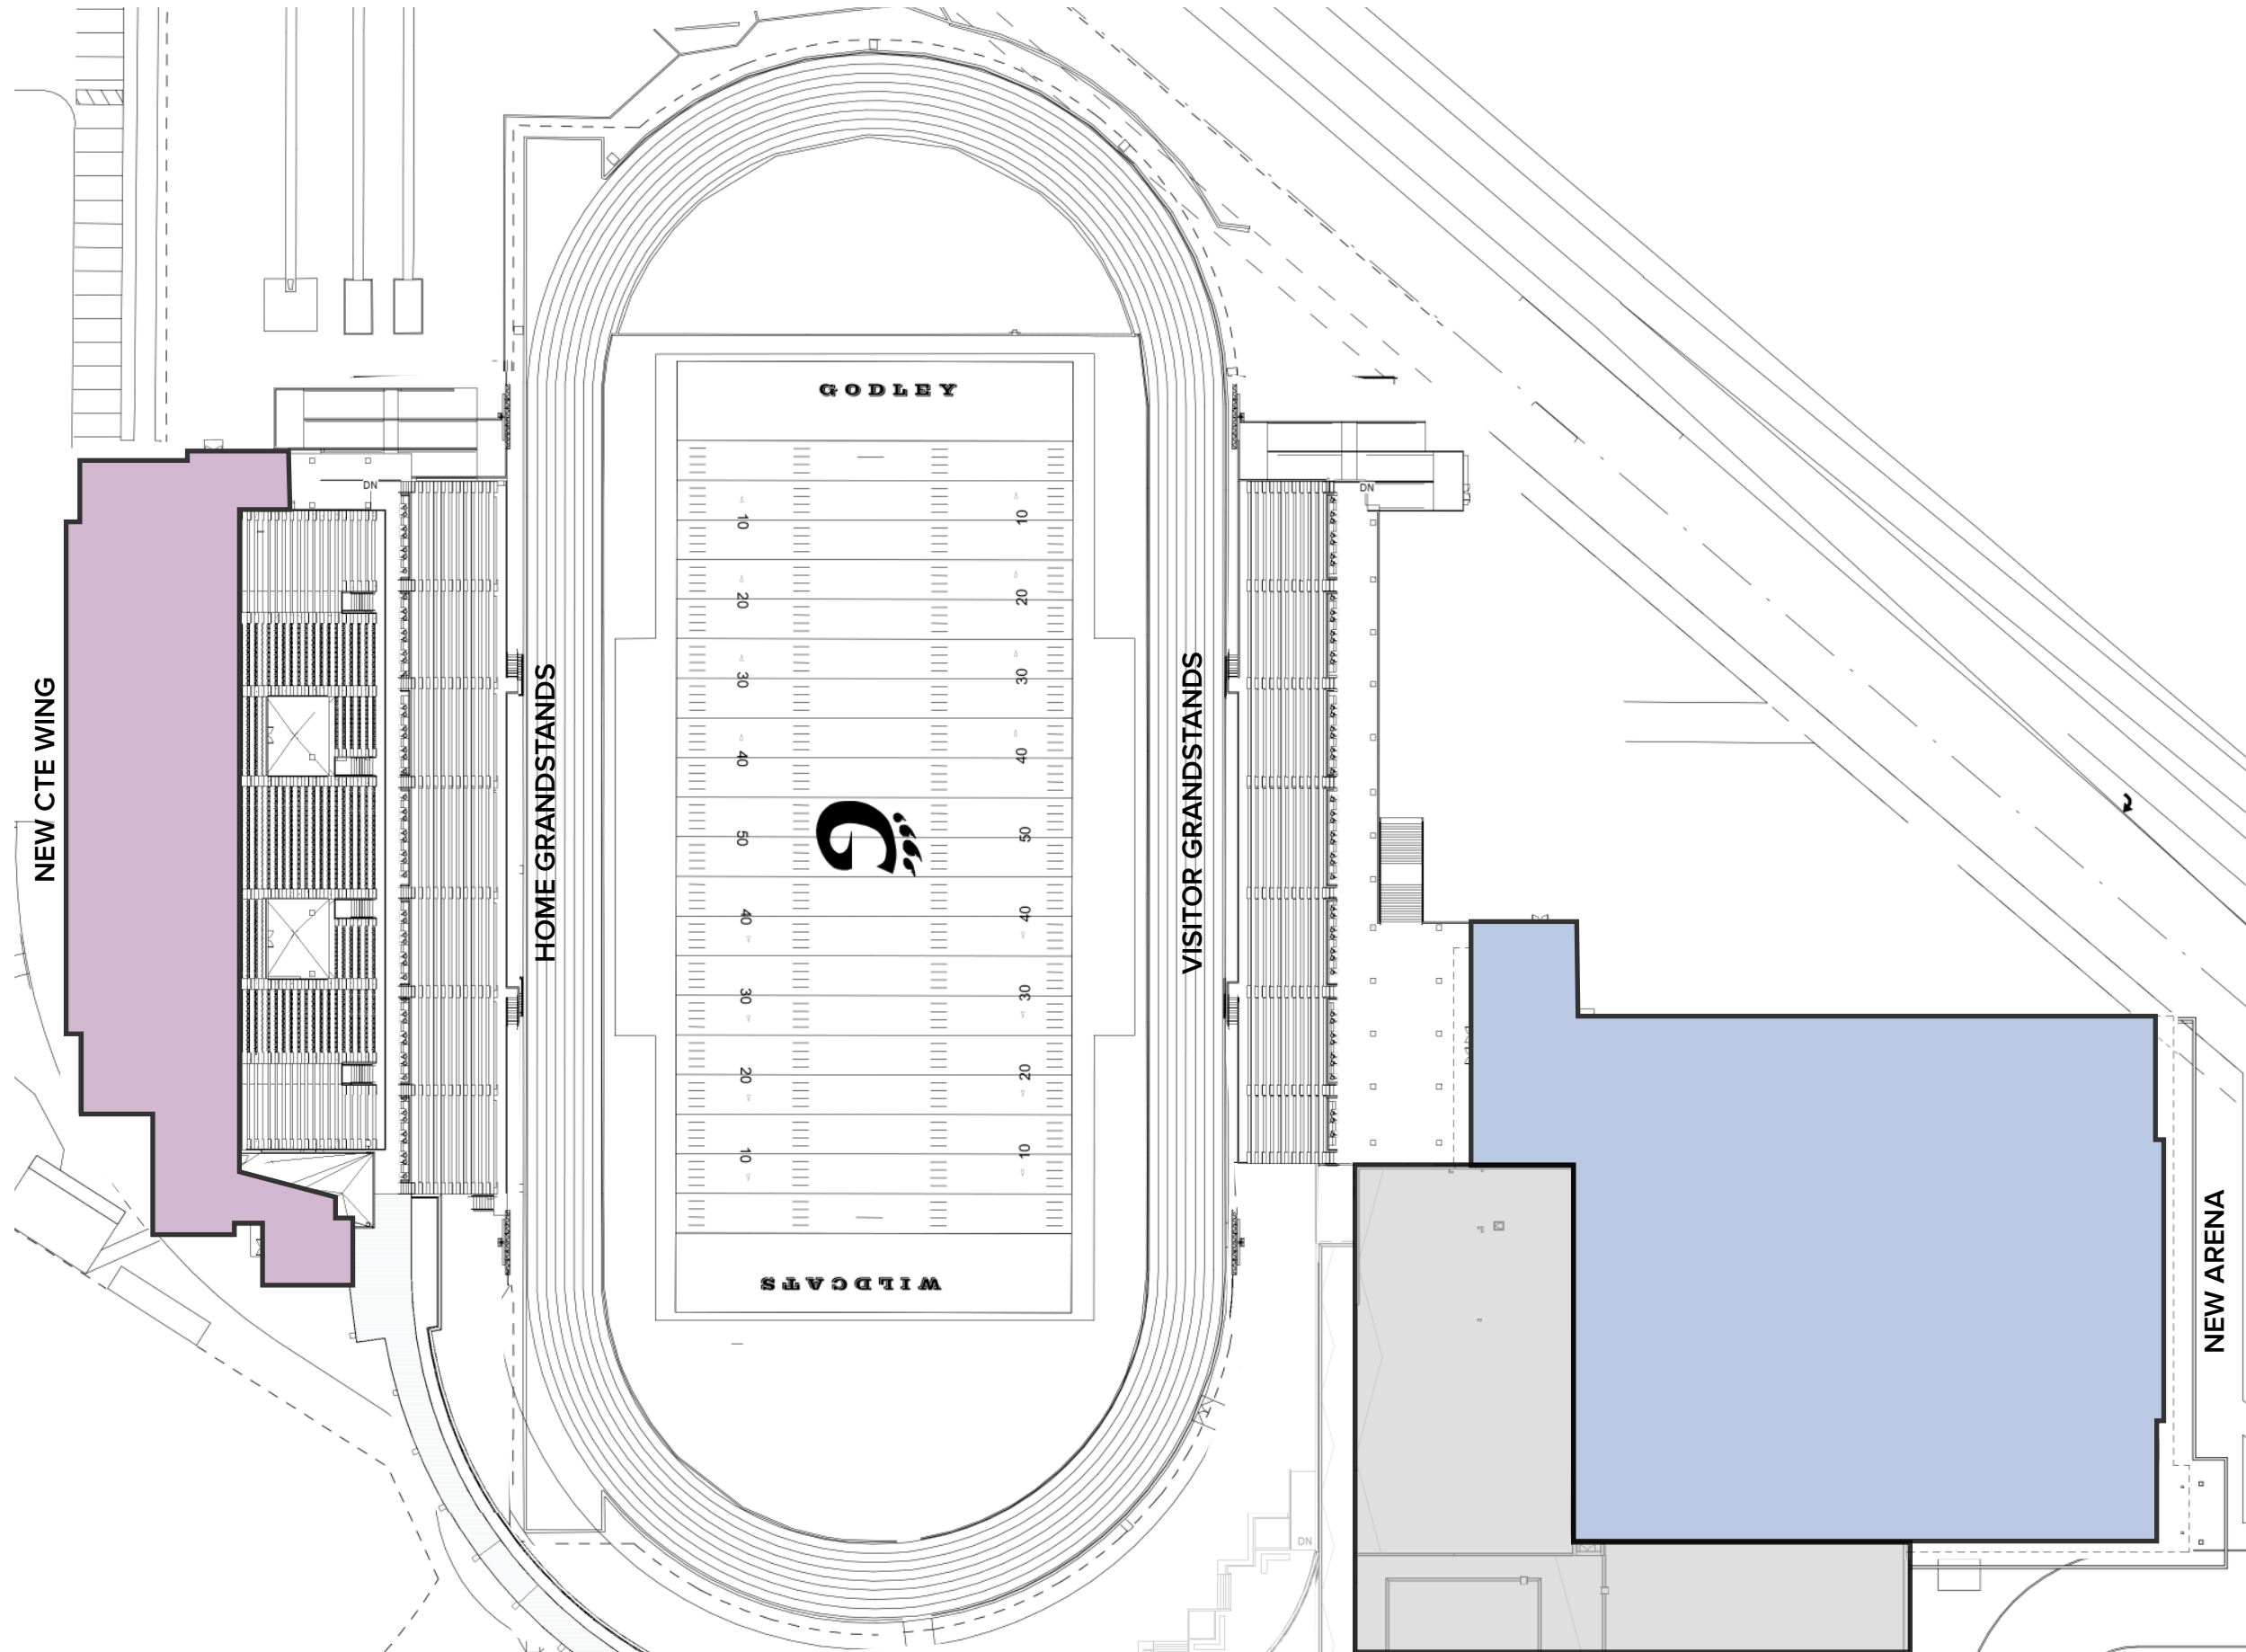 GODLEY
DN
DN
10 10
20 20
30 30
40 40
50 50
40 40
30 30
20 20
10 10
WILDCATS
NEW CTE WING
HOME GRANDSTANDS
VISITOR GRANDSTANDS
G
NEW ARENA
DN